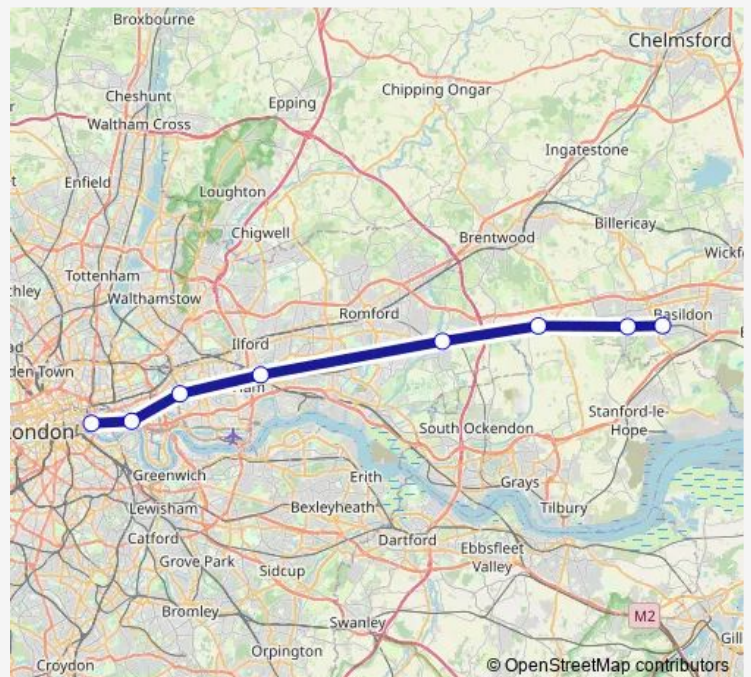 Broxbourne
Chelmsford
Cheshunt
Epping
Chipping Ongar
Waltham Cross
Ingatestone
Enfield
Loughton
Chigwell
Billericay
Brentwood
Wickf
Tottenham
chley
Walthamstow
Romford
Basildon
Ilford
B
ad
den Town
Ham
London
Stanford-le
Hope
South Ockendon
Greenwich
Erith
Grays
Lewisham
Bexleyheath
Tilbury
Catford
Dartford
Ebbsfleet
Valley
Grove Park
Sidcup
Bromley
M2
Swanley
Gill
Orpington
Croydon
© OpenStreetMap contributors